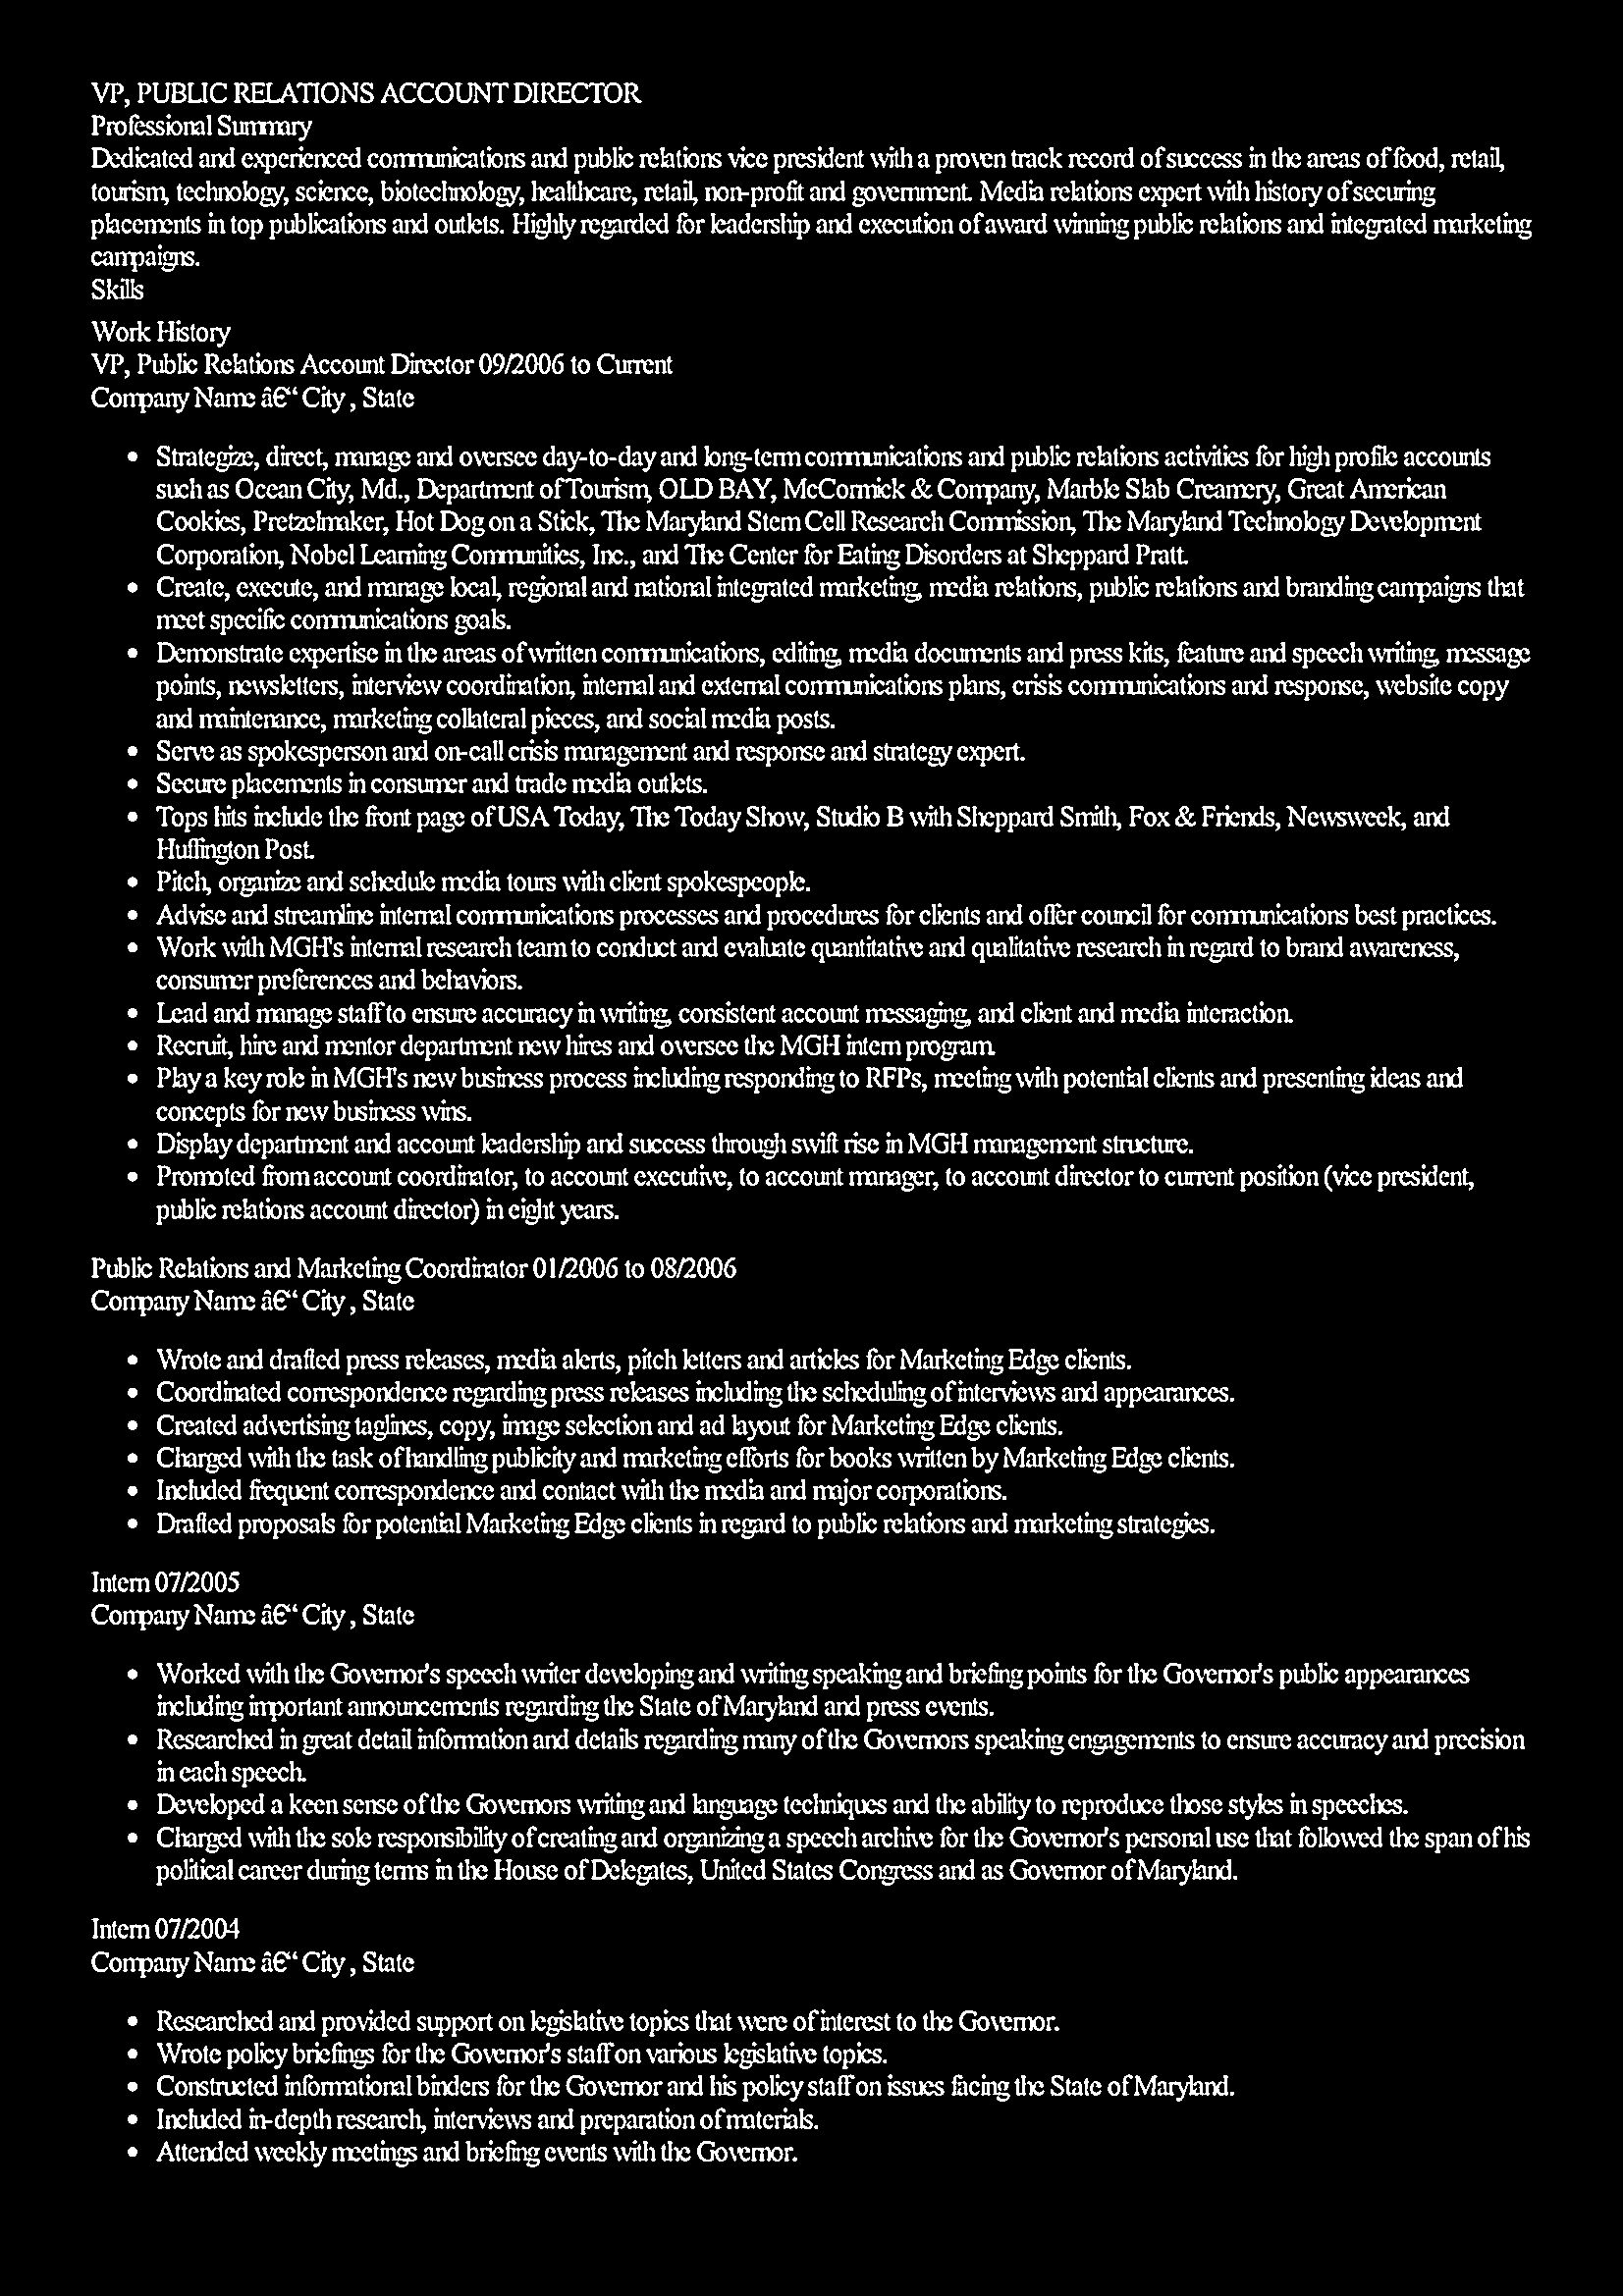 VP, PUBLIC RELATIONS ACCOUNT DIRECTOR
Professional Summary
Dedicated and experienced communications and public relations vice president with a proven track record of success in the areas of food, retail,
tourism, technology, science, biotechnology, healthcare, retail, non-profit and government. Media relations expert with history of securing
placements in top publications and outlets. Highly regarded for leadership and execution of award winning public relations and integrated marketing
campaigns.
Skills
Work History
VP, Public Relations Account Director 09/2006 to Current
Company Name â€“ City , State
• Strategize, direct, manage and oversee day-to-day and long-term communications and public relations activities for high profile accounts
such as Ocean City, Md., Department of Tourism, OLD BAY, McCormick & Company, Marble Slab Creamery, Great American
Cookies, Pretzelmaker, Hot Dog on a Stick, The Maryland Stem Cell Research Commission, The Maryland Technology Development
Corporation, Nobel Learning Communities, Inc., and The Center for Eating Disorders at Sheppard Pratt.
• Create, execute, and manage local, regional and national integrated marketing, media relations, public relations and branding campaigns that
meet specific communications goals.
• Demonstrate expertise in the areas of written communications, editing, media documents and press kits, feature and speech writing, message
points, newsletters, interview coordination, internal and external communications plans, crisis communications and response, website copy
and maintenance, marketing collateral pieces, and social media posts.
• Serve as spokesperson and on-call crisis management and response and strategy expert.
• Secure placements in consumer and trade media outlets.
• Tops hits include the front page of USA Today, The Today Show, Studio B with Sheppard Smith, Fox & Friends, Newsweek, and
Huffington Post.
• Pitch, organize and schedule media tours with client spokespeople.
• Advise and streamline internal communications processes and procedures for clients and offer council for communications best practices.
• Work with MGH's internal research team to conduct and evaluate quantitative and qualitative research in regard to brand awareness,
consumer preferences and behaviors.
• Lead and manage staff to ensure accuracy in writing, consistent account messaging, and client and media interaction.
• Recruit, hire and mentor department new hires and oversee the MGH intern program.
• Play a key role in MGH's new business process including responding to RFPs, meeting with potential clients and presenting ideas and
concepts for new business wins.
• Display department and account leadership and success through swift rise in MGH management structure.
• Promoted from account coordinator, to account executive, to account manager, to account director to current position (vice president,
public relations account director) in eight years.
Public Relations and Marketing Coordinator 01/2006 to 08/2006
Company Name â€“ City , State
• Wrote and drafted press releases, media alerts, pitch letters and articles for Marketing Edge clients.
• Coordinated correspondence regarding press releases including the scheduling of interviews and appearances.
• Created advertising taglines, copy, image selection and ad layout for Marketing Edge clients.
• Charged with the task of handling publicity and marketing efforts for books written by Marketing Edge clients.
• Included frequent correspondence and contact with the media and major corporations.
• Drafted proposals for potential Marketing Edge clients in regard to public relations and marketing strategies.
Intern 07/2005
Company Name â€“ City , State
• Worked with the Governor's speech writer developing and writing speaking and briefing points for the Governor's public appearances
including important announcements regarding the State of Maryland and press events.
• Researched in great detail information and details regarding many of the Governors speaking engagements to ensure accuracy and precision
in each speech.
• Developed a keen sense of the Governors writing and language techniques and the ability to reproduce those styles in speeches.
• Charged with the sole responsibility of creating and organizing a speech archive for the Governor's personal use that followed the span of his
political career during terms in the House of Delegates, United States Congress and as Governor of Maryland.
Intern 07/2004
Company Name â€“ City , State
• Researched and provided support on legislative topics that were of interest to the Governor.
• Wrote policy briefings for the Governor's staff on various legislative topics.
• Constructed informational binders for the Governor and his policy staff on issues facing the State of Maryland.
• Included in-depth research, interviews and preparation of materials.
• Attended weekly meetings and briefing events with the Governor.